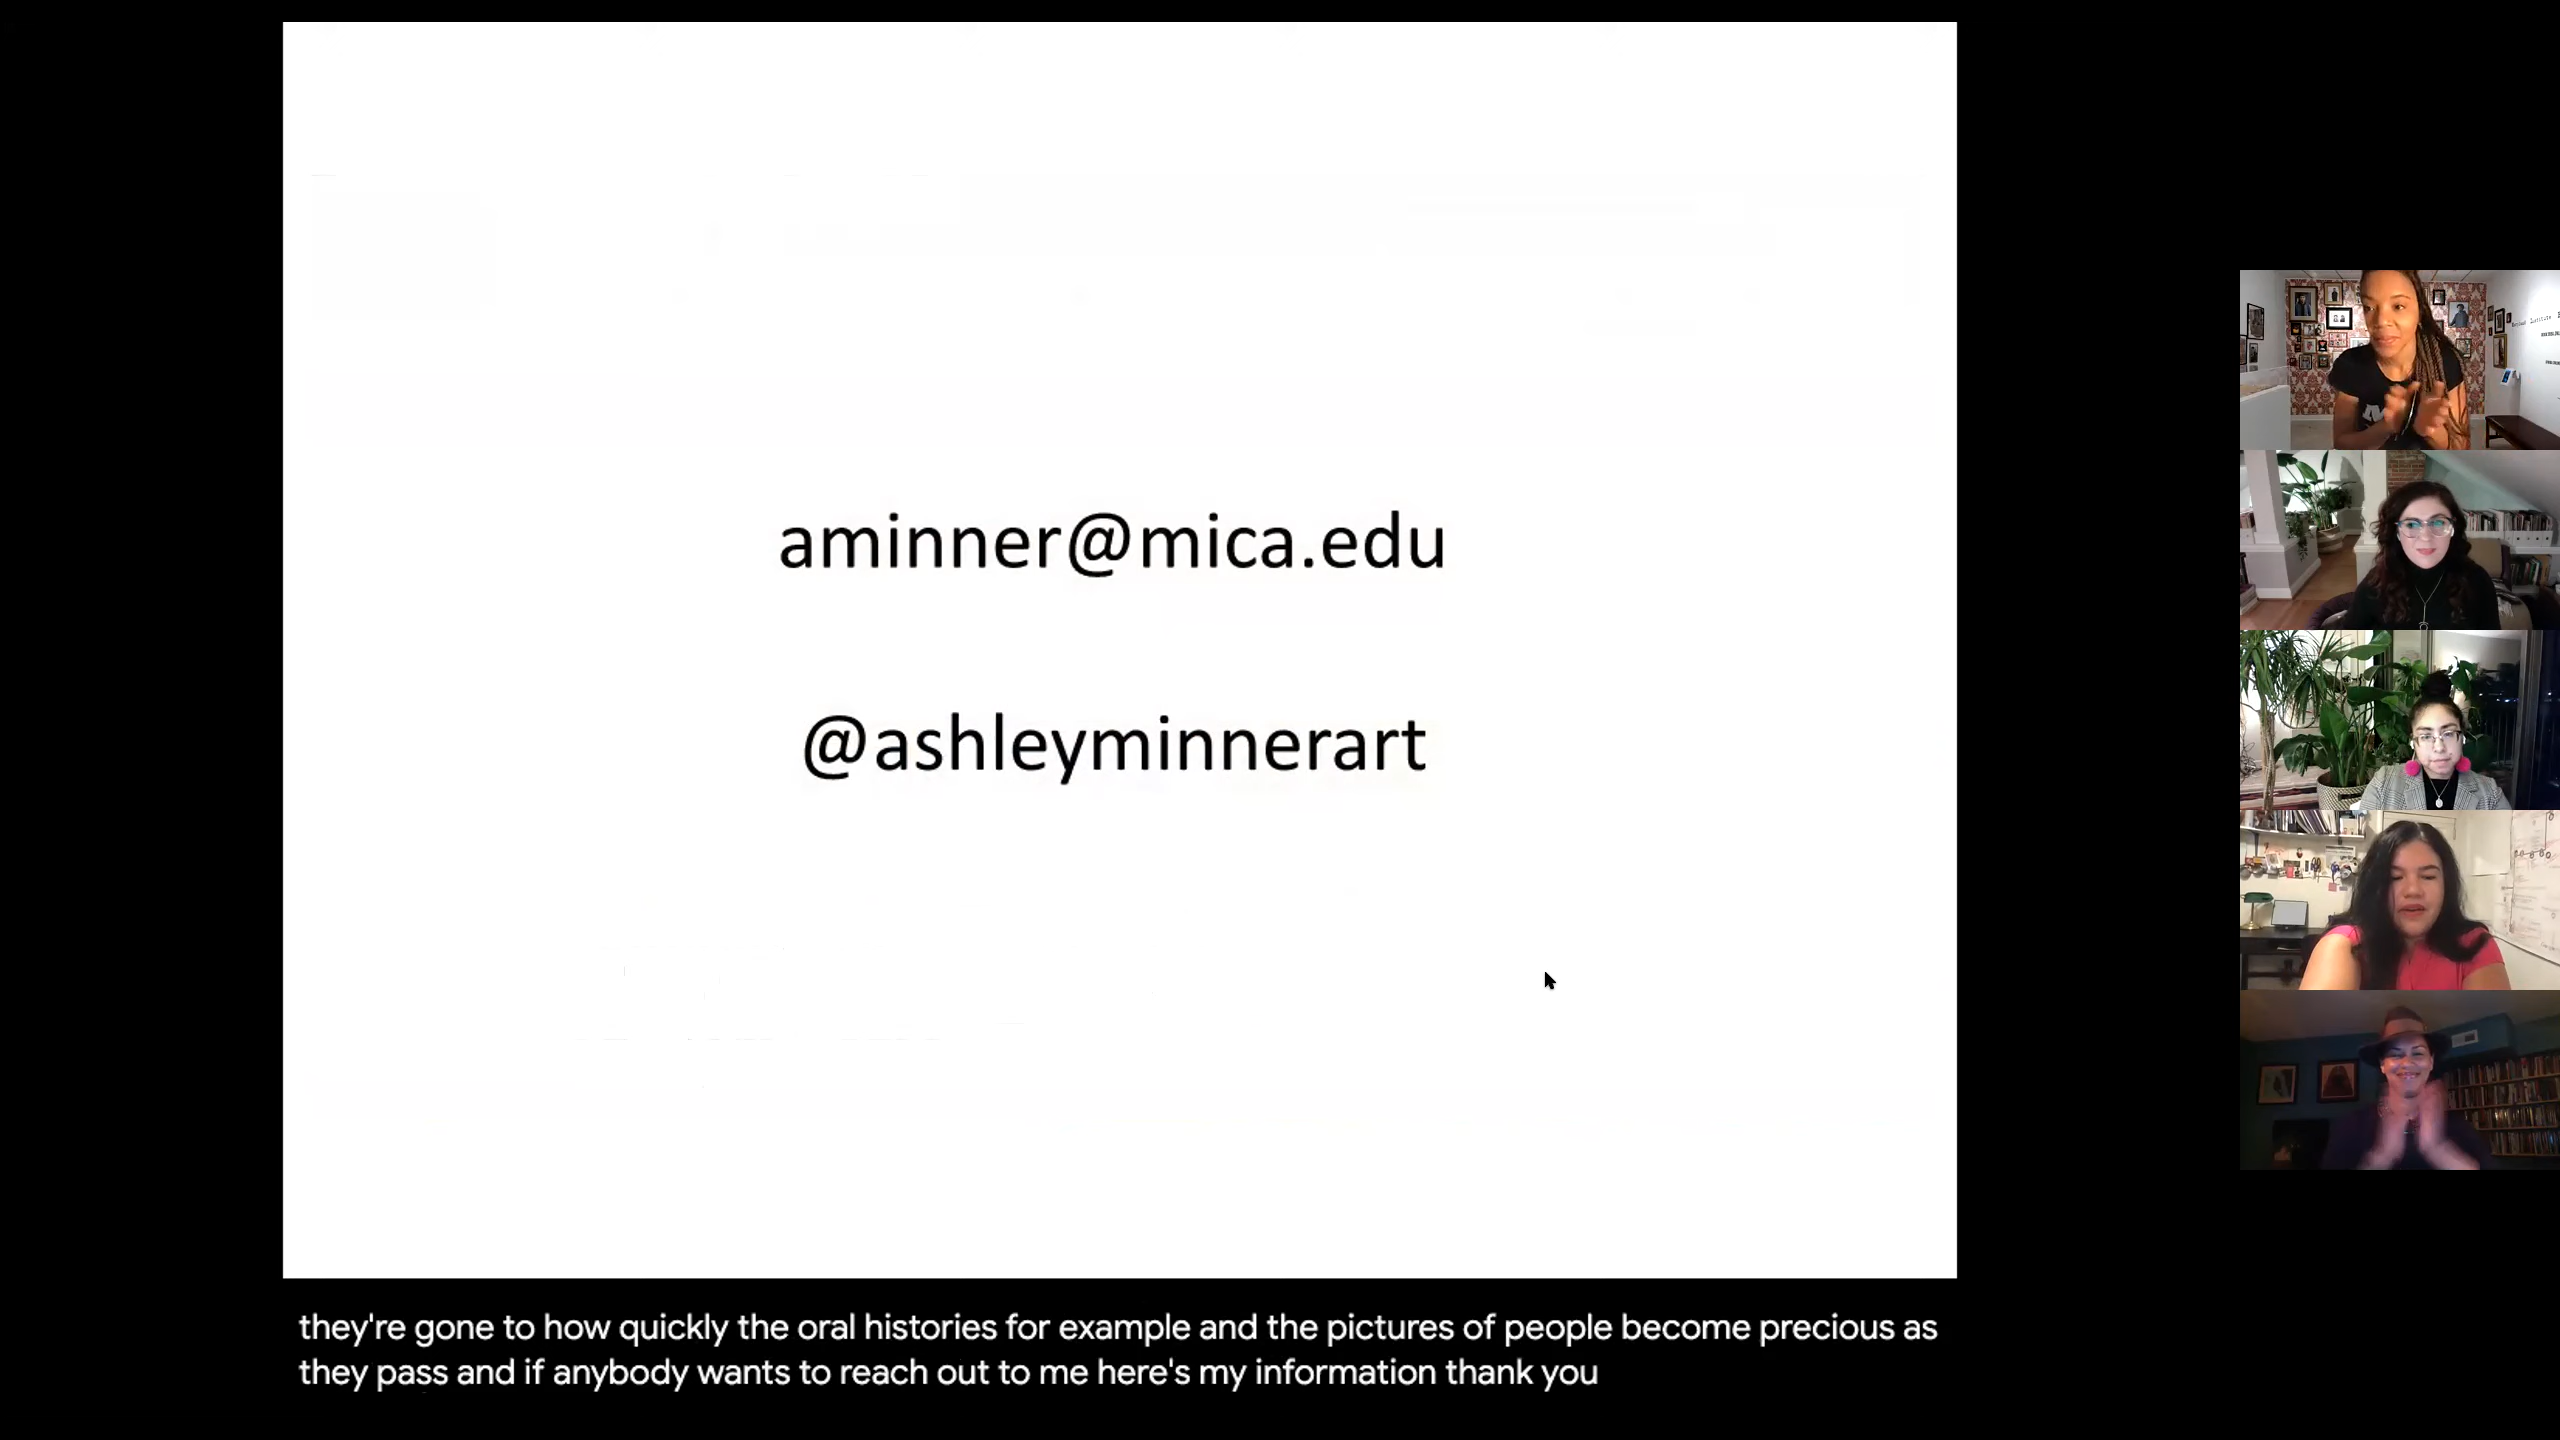 aminner@mica.edu
@ashleyminnerart
they're gone to how quickly the oral histories for example and the pictures of people become precious as
they pass and if anybody wants to reach out to me here's my information thank you